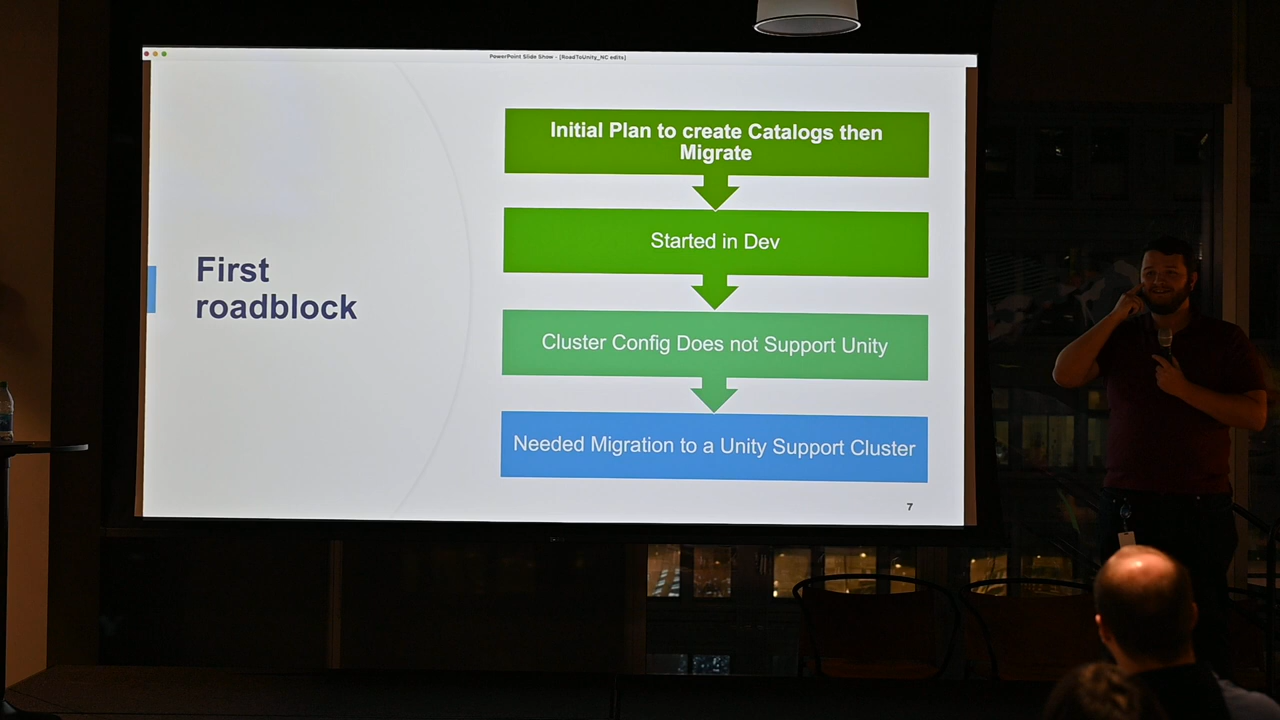 PowerPoint Slide Show - [RoadToUnity_NC edits]
First
roadblock
Initial Plan to create Catalogs then
Migrate
Started in Dev
Cluster Config Does not Support Unity
Needed Migration to a Unity Support Cluster
7